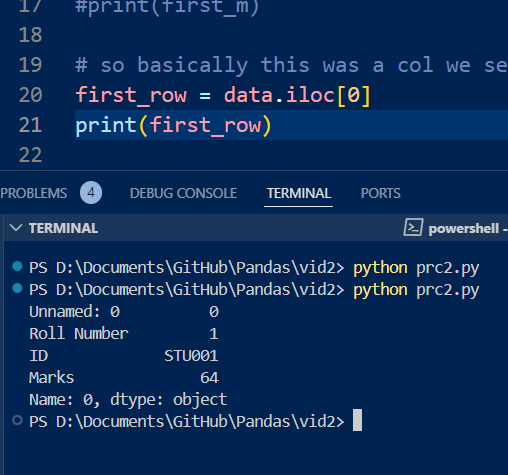 17 #print(first_m)
18
19 # so basically this was a col we se
20 first_row = data.iloc[0]
21 print(first_row)
22
PROBLEMS 4 DEBUG CONSOLE TERMINAL PORTS
TERMINAL powershell -
PS D:\Documents\GitHub\Pandas\vid2> python prc2.py
PS D:\Documents\GitHub\Pandas\vid2> python prc2.py
Unnamed: 0 0
Roll Number 1
ID STU001
Marks 64
Name: 0, dtype: object
PS D:\Documents\GitHub\Pandas\vid2>